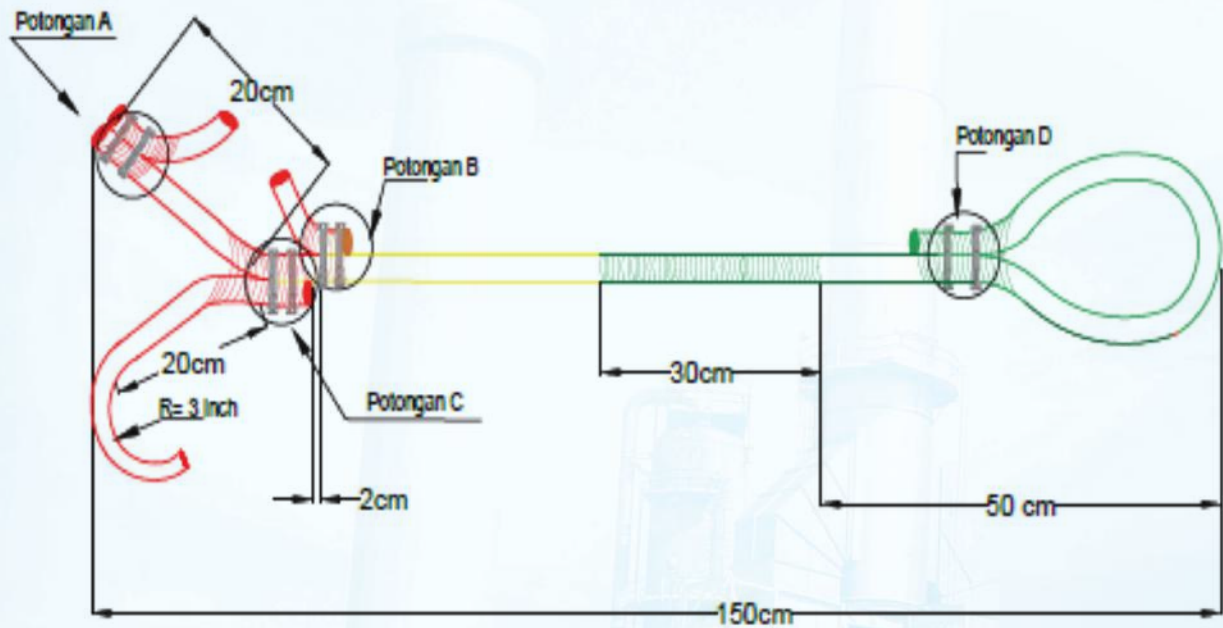 Potongan A
20cm
Potongan B
Potongan D
20cm
R= 3 Inch
Potongan C
30cm
2cm
50 cm
150cm